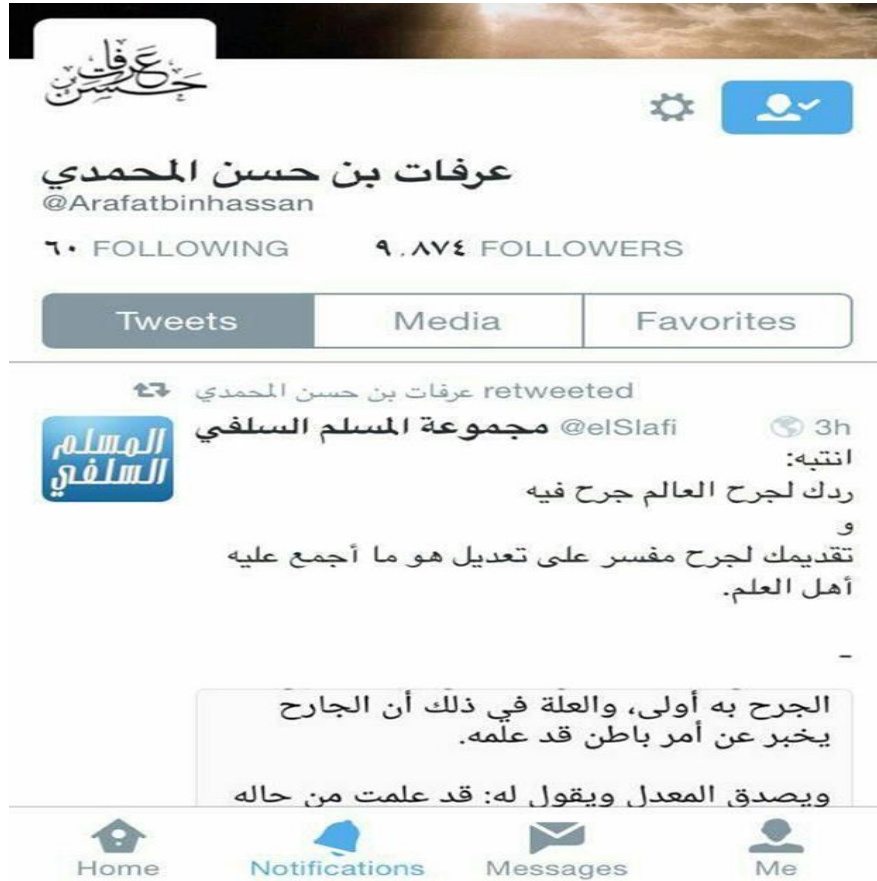 عرفات بن حسن
عرفات بن حسن المحمدي
@Arafatbinhassan
٦٠ FOLLOWING ٩.٨٧٤ FOLLOWERS
Tweets Media Favorites
عرفات بن حسن المحمدي retweeted
مجموعة المسلم السلفي @elSlafi 3h
المسلم
السلفي
انتبه:
ردك لجرح العالم جرح فيه
و
تقديمك لجرح مفسر على تعديل هو ما أجمع عليه
أهل العلم.
-
الجرح به أولى، والعلة في ذلك أن الجارح
يخبر عن أمر باطن قد علمه.
ويصدق المعدل ويقول له: قد علمت من حاله
Home Notifications Messages Me